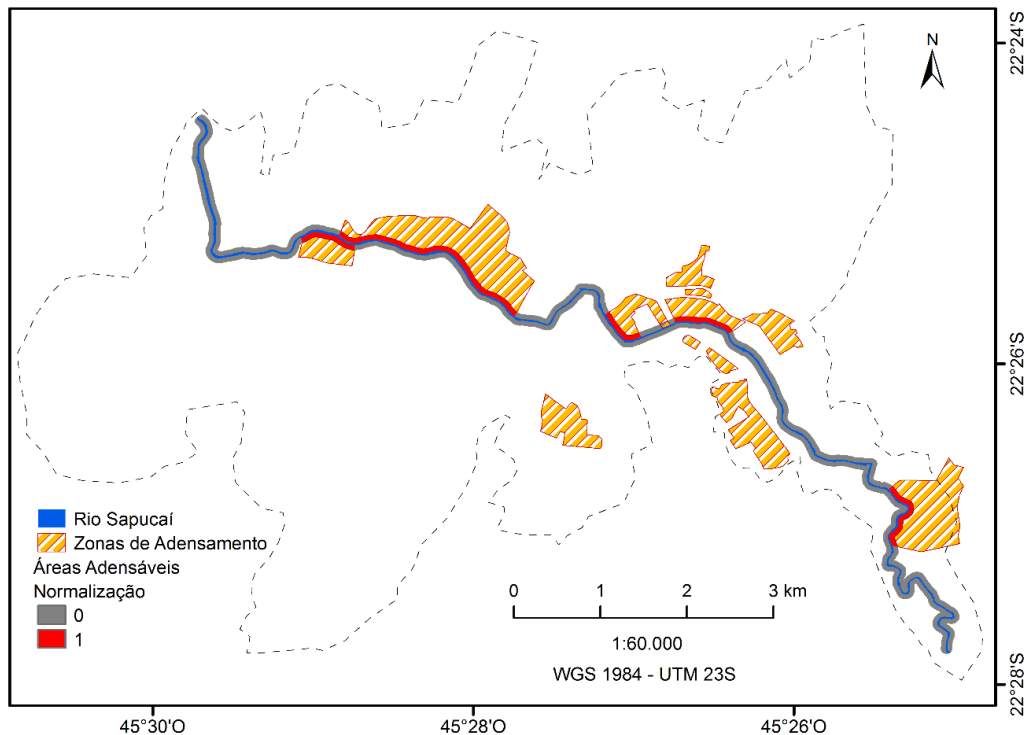 22°24'S
N
22°26'S
Rio Sapucaí
Zonas de Adensamento
Áreas Adensáveis
Normalização
0
1
0 1 2 3 km
1:60.000
WGS 1984 - UTM 23S
22°28'S
45°30'O 45°28'O 45°26'O